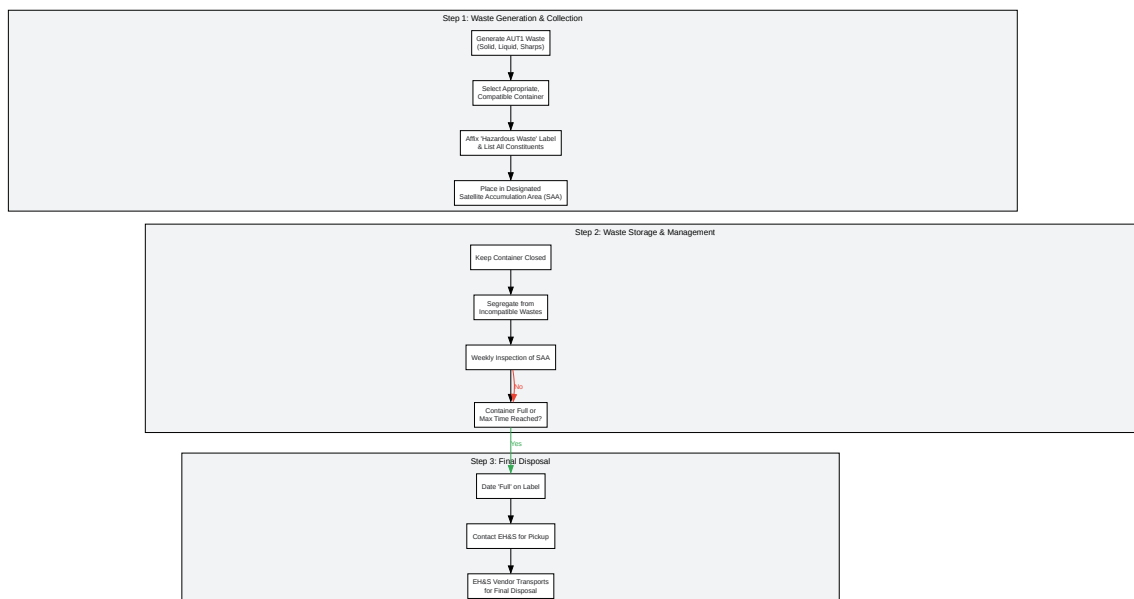 Step 1: Waste Generation & Collection
Generate AUT1 Waste
(Solid, Liquid, Sharps)
Select Appropriate,
Compatible Container
Affix 'Hazardous Waste' Label
& List All Constituents
Place in Designated
Satellite Accumulation Area (SAA)
Step 2: Waste Storage & Management
Keep Container Closed
Segregate from
Incompatible Wastes
Weekly Inspection of SAA
No
Container Full or
Max Time Reached?
Yes
Step 3: Final Disposal
Date 'Full' on Label
Contact EH&S for Pickup
EH&S Vendor Transports
for Final Disposal